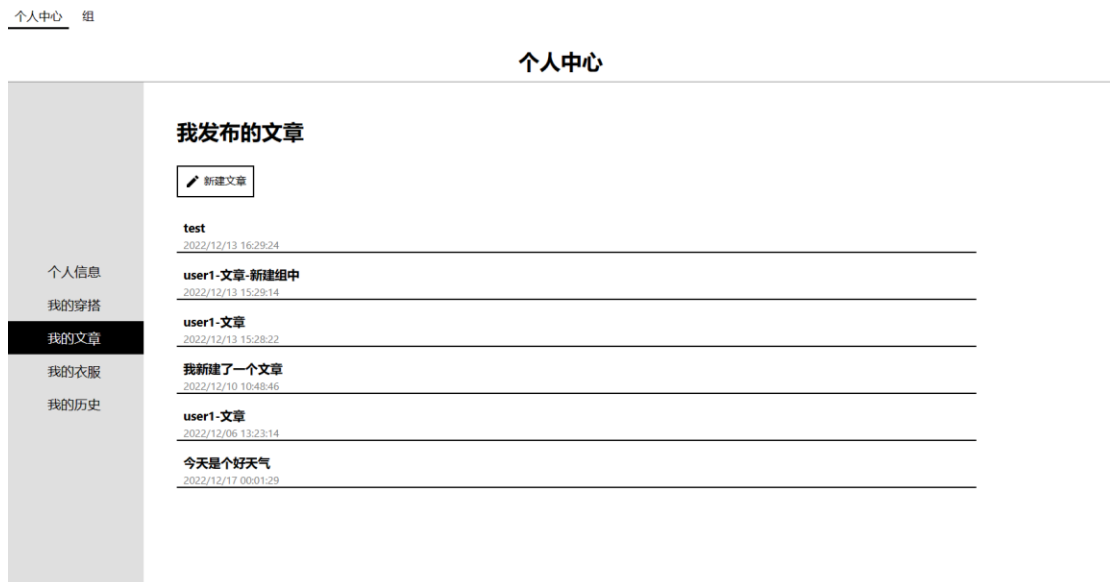 个人中心 组
个人中心
个人信息
我的穿搭
我的文章
我的衣服
我的历史
我发布的文章
新建文章
test
2022/12/13 16:29:24
user1-文章-新建组中
2022/12/13 15:29:14
user1-文章
2022/12/13 15:28:22
我新建了一个文章
2022/12/10 10:48:46
user1-文章
2022/12/06 13:23:14
今天是个好天气
2022/12/17 00:01:29